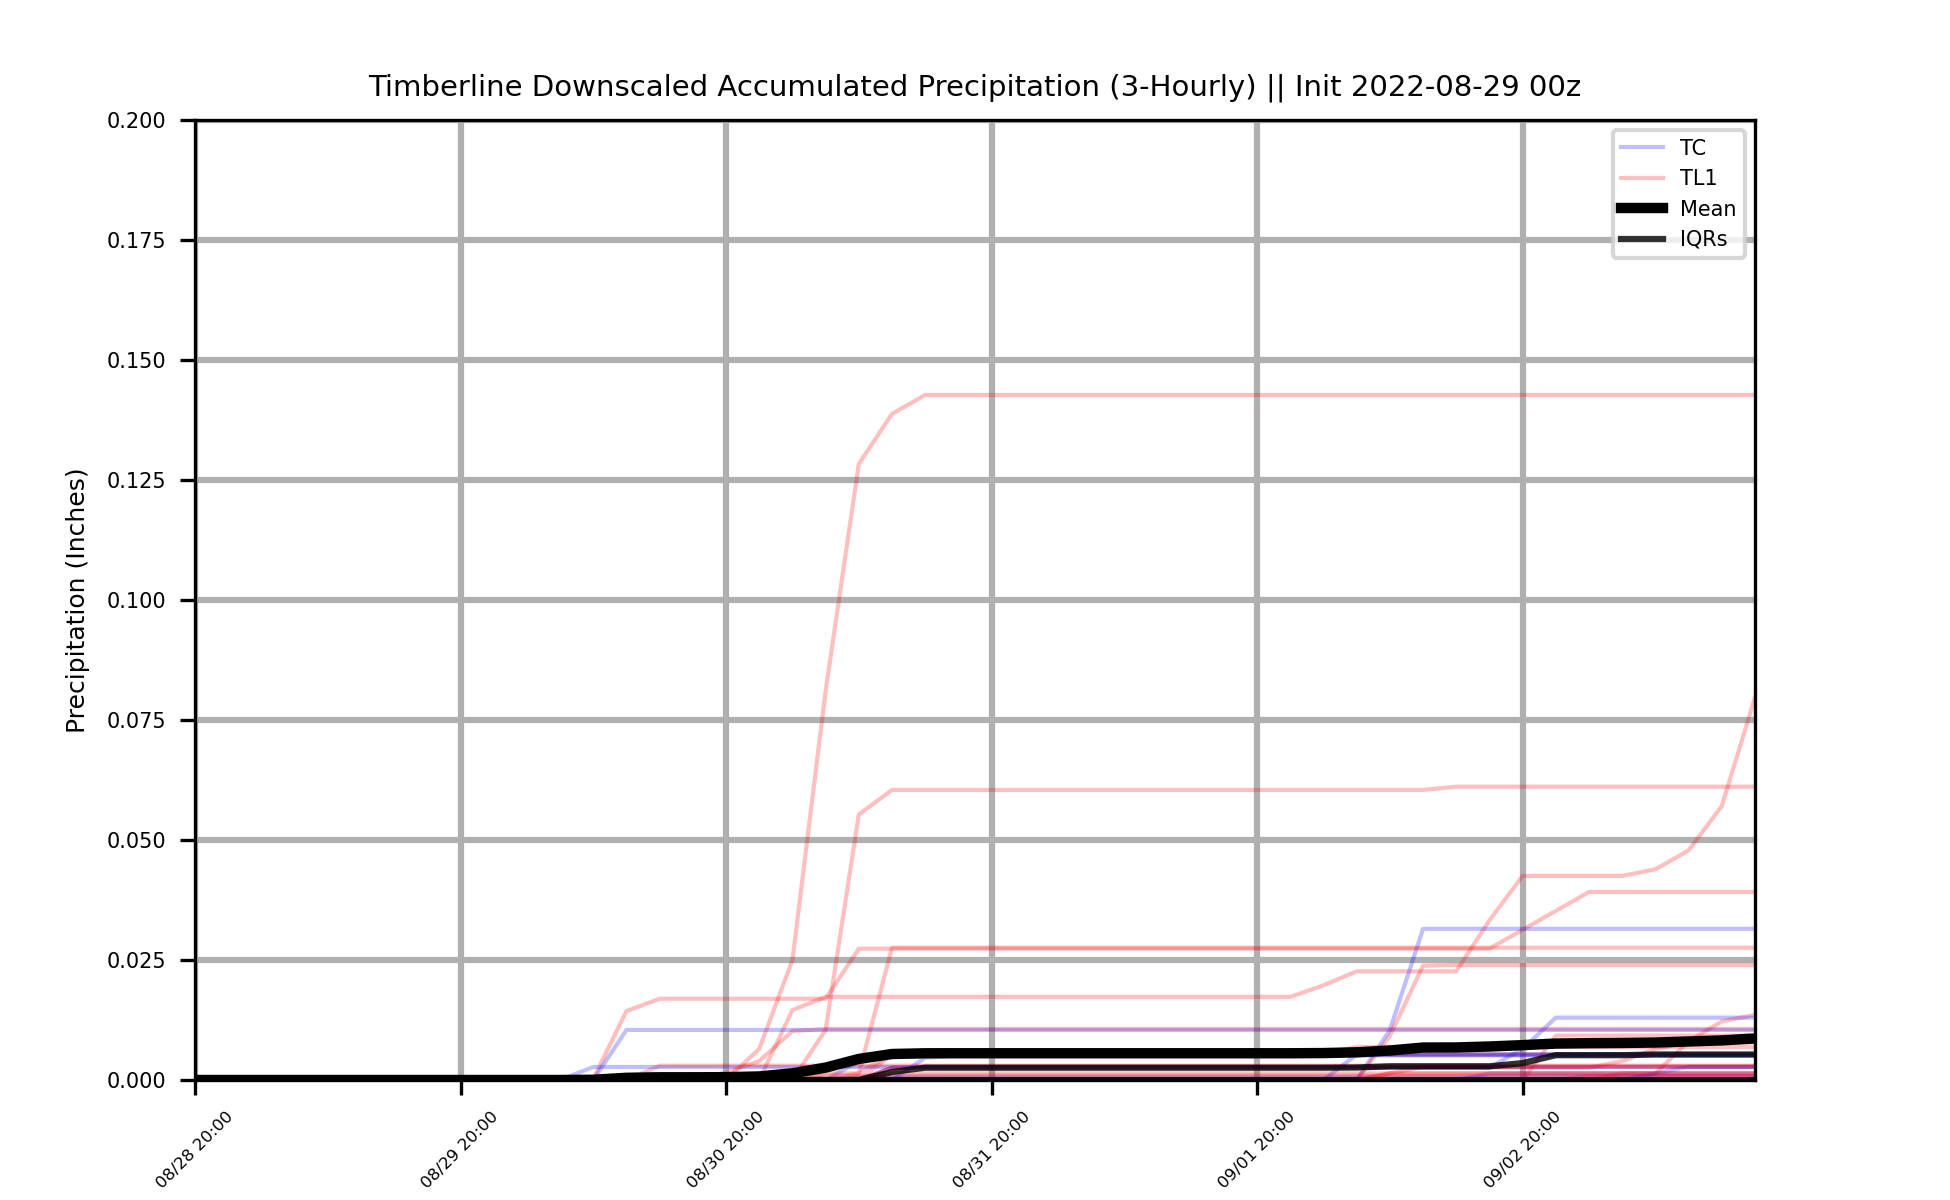 Timberline Downscaled Accumulated Precipitation (3-Hourly) || Init 2022-08-29 00z
Precipitation (Inches)
0.200
0.175
0.150
0.125
0.100
0.075
0.050
0.025
0.000
TC
TL1
Mean
IQRs
08/28 20:00
08/29 20:00
08/30 20:00
08/31 20:00
09/01 20:00
09/02 20:00